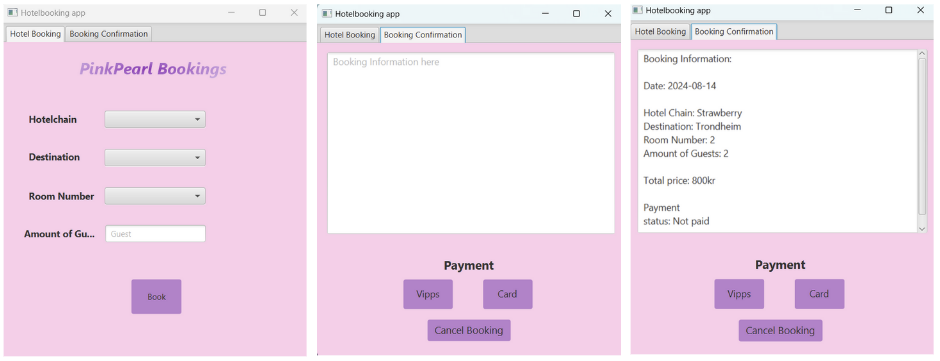 Hotelbooking app
Hotel Booking Booking Confirmation
PinkPearl Bookings
Hotelchain
Destination
Room Number
Amount of Gu... Guest
Book
Hotelbooking app
Hotel Booking Booking Confirmation
Booking Information here
Payment
Vipps Card
Cancel Booking
Hotelbooking app
Hotel Booking Booking Confirmation
Booking Information:
Date: 2024-08-14
Hotel Chain: Strawberry
Destination: Trondheim
Room Number: 2
Amount of Guests: 2
Total price: 800kr
Payment
status: Not paid
Payment
Vipps Card
Cancel Booking